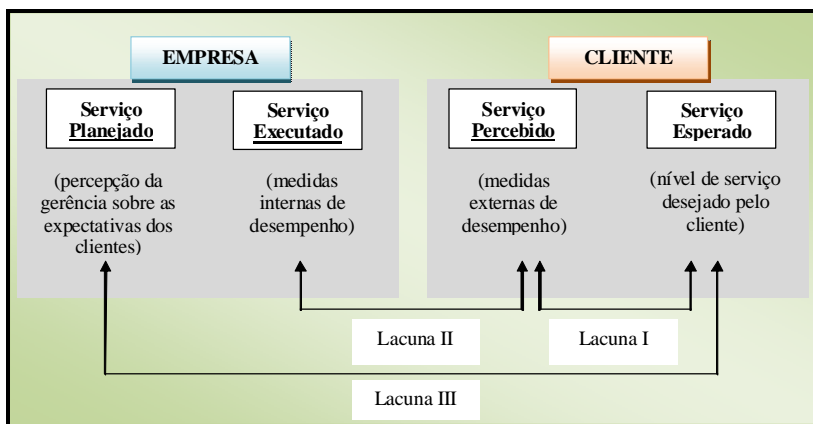 EMPRESA
CLIENTE
Serviço
Planejado
Serviço
Executado
Serviço
Percebido
Serviço
Esperado
(percepção da
gerência sobre as
expectativas dos
clientes)
(medidas
internas de
desempenho)
(medidas
externas de
desempenho)
(nível de serviço
desejado pelo
cliente)
Lacuna II
Lacuna I
Lacuna III